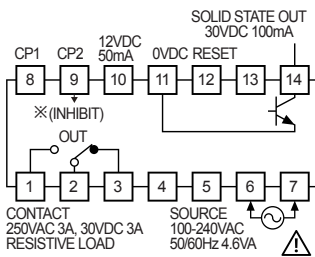 SOLID STATE OUT
30VDC 100mA
CP1 CP2 12VDC 50mA 0VDC RESET
8 9 10 11 12 13 14
※(INHIBIT)
OUT
1 2 3 4 5 6 7
CONTACT
250VAC 3A, 30VDC 3A
RESISTIVE LOAD
SOURCE
100-240VAC
50/60Hz 4.6VA